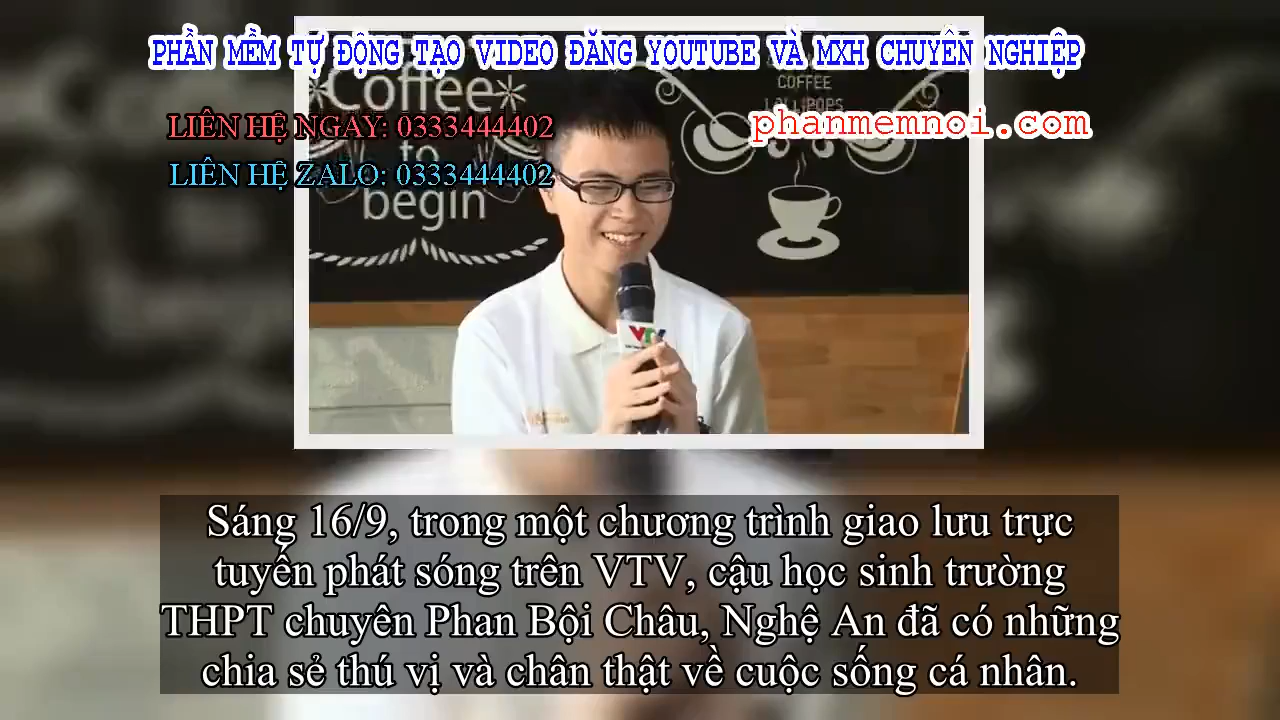 PHẦN MỀM TỰ ĐỘNG TẠO VIDEO ĐĂNG YOUTUBE VÀ MXH CHUYÊN NGHIỆP
Coffee
COFFEE
LOLLIPOPS
LIÊN HỆ NGAY: 0333444402
phanmemnoi.com
to
LIÊN HỆ ZALO: 0333444402
begin
VTV
Sáng 16/9, trong một chương trình giao lưu trực
tuyến phát sóng trên VTV, cậu học sinh trường
THPT chuyên Phan Bội Châu, Nghệ An đã có những
chia sẻ thú vị và chân thật về cuộc sống cá nhân.